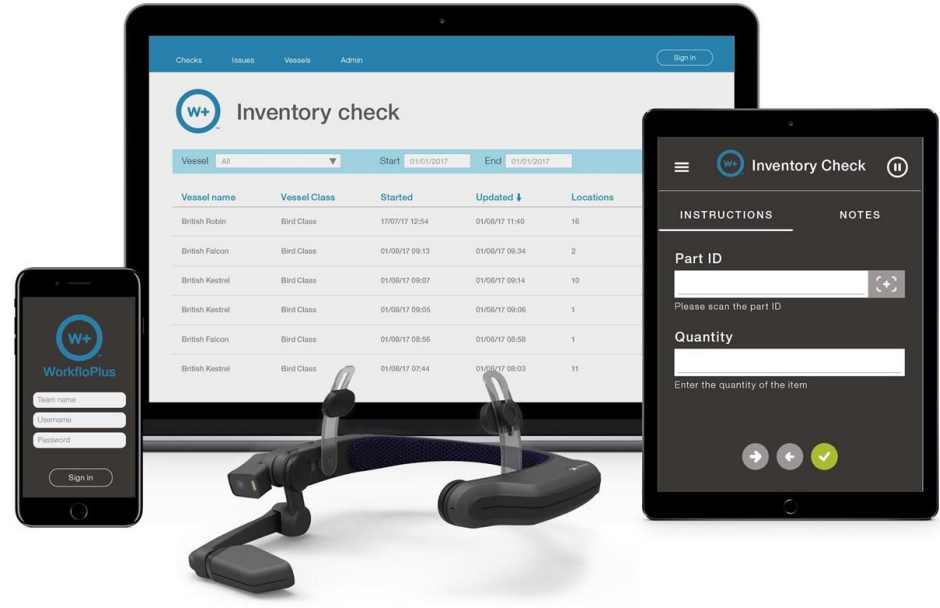 Checks Issues Vessels Admin Sign in
W+ Inventory check
Vessel All Start 01/01/2017 End 01/01/2017
Vessel name Vessel Class Started Updated Locations
British Robin Bird Class 17/07/17 12:54 01/08/17 11:40 16
British Falcon Bird Class 01/08/17 09:13 01/08/17 09.34 2
British Kestrel Bird Class 01/08/17 09:07 01/08/17 09:14 10
British Kestrel Bird Class 01/08/17 09:05 01/08/17 09:06 1
British Falcon Bird Class 01/08/17 08:56 01/08/17 08:56 1
British Kestrel Bird Class 01/08/17 07:44 01/08/17 08:03 11
W+
WorkfloPlus
Team name
Username
Password
Sign in
W+ Inventory Check
INSTRUCTIONS NOTES
Part ID
Please scan the part ID
Quantity
Enter the quantity of the item